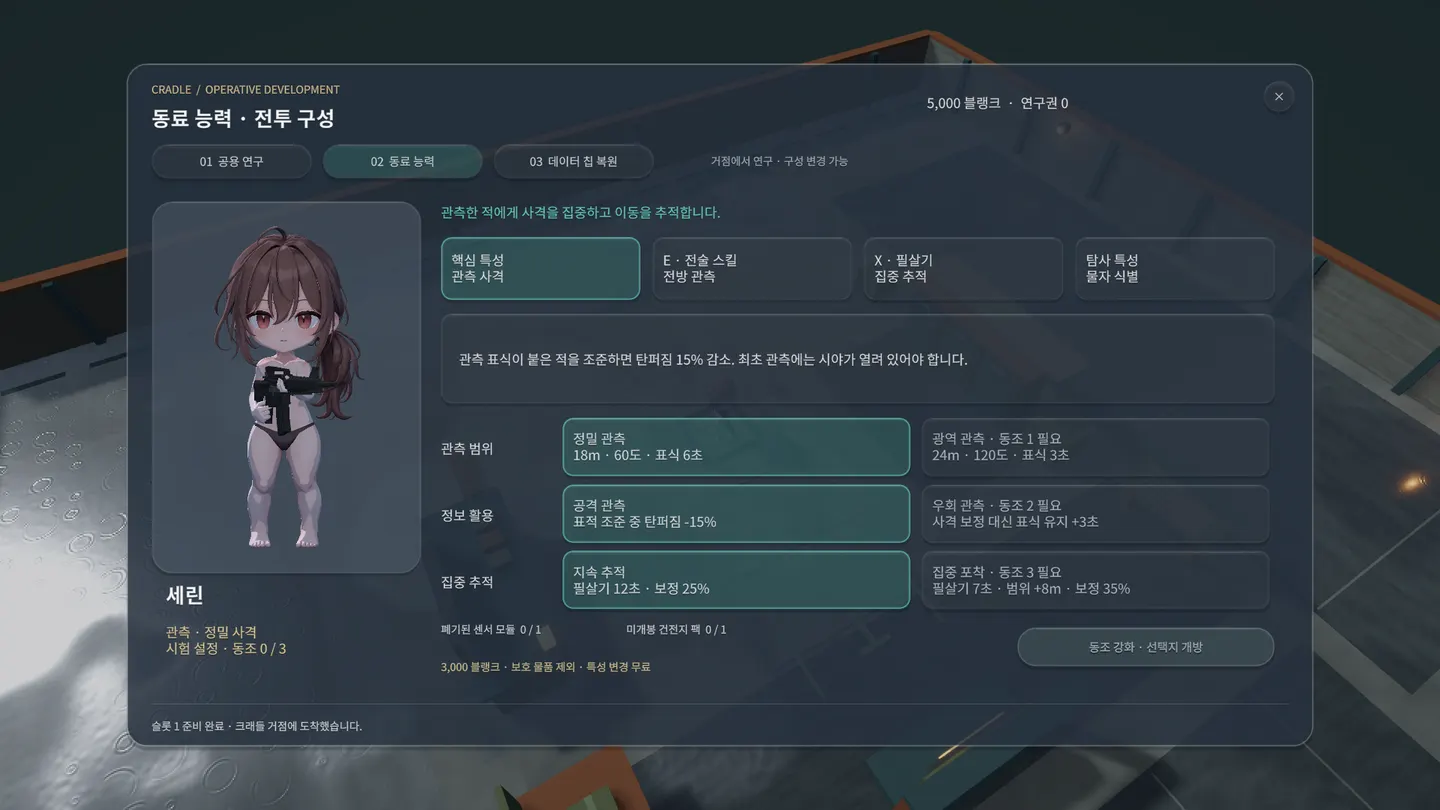 CRADLE / OPERATIVE DEVELOPMENT
동료 능력 · 전투 구성
5,000 블랭크 · 연구권 0
×
01 공용 연구
02 동료 능력
03 데이터 칩 복원
거점에서 연구 · 구성 변경 가능
관측한 적에게 사격을 집중하고 이동을 추적합니다.
핵심 특성
관측 사격
E · 전술 스킬
전방 관측
X · 필살기
집중 추적
탐사 특성
물자 식별
관측 표식이 붙은 적을 조준하면 탄퍼짐 15% 감소. 최초 관측에는 시야가 열려 있어야 합니다.
관측 범위
정밀 관측
18m · 60도 · 표식 6초
광역 관측 · 동조 1 필요
24m · 120도 · 표식 3초
정보 활용
공격 관측
표적 조준 중 탄퍼짐 -15%
우회 관측 · 동조 2 필요
사격 보정 대신 표식 유지 +3초
집중 추적
지속 추적
필살기 12초 · 보정 25%
집중 포착 · 동조 3 필요
필살기 7초 · 범위 +8m · 보정 35%
세린
관측 · 정밀 사격
시험 설정 · 동조 0 / 3
폐기된 센서 모듈 0 / 1
미개봉 건전지 팩 0 / 1
동조 강화 · 선택지 개방
3,000 블랭크 · 보호 물품 제외 · 특성 변경 무료
슬롯 1 준비 완료 · 크래들 거점에 도착했습니다.